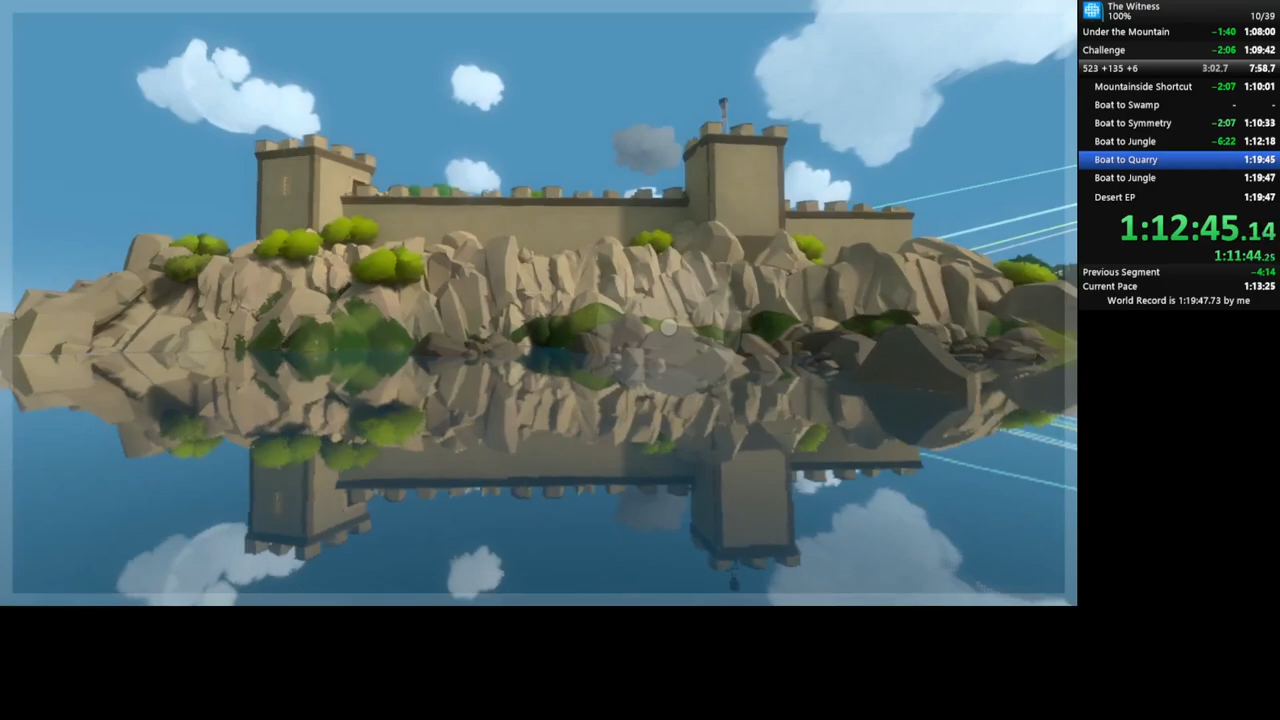 The Witness
100% 10/39
Under the Mountain -1:40 1:08:00
Challenge -2:06 1:09:42
523 +135 +6 3:02.7 7:58.7
Mountainside Shortcut -2:07 1:10:01
Boat to Swamp - -
Boat to Symmetry -2:07 1:10:33
Boat to Jungle -6:22 1:12:18
Boat to Quarry 1:19:45
Boat to Jungle 1:19:47
Desert EP 1:19:47
1:12:45.14
1:11:44.25
Previous Segment -4:14
Current Pace 1:13:25
World Record is 1:19:47.73 by me